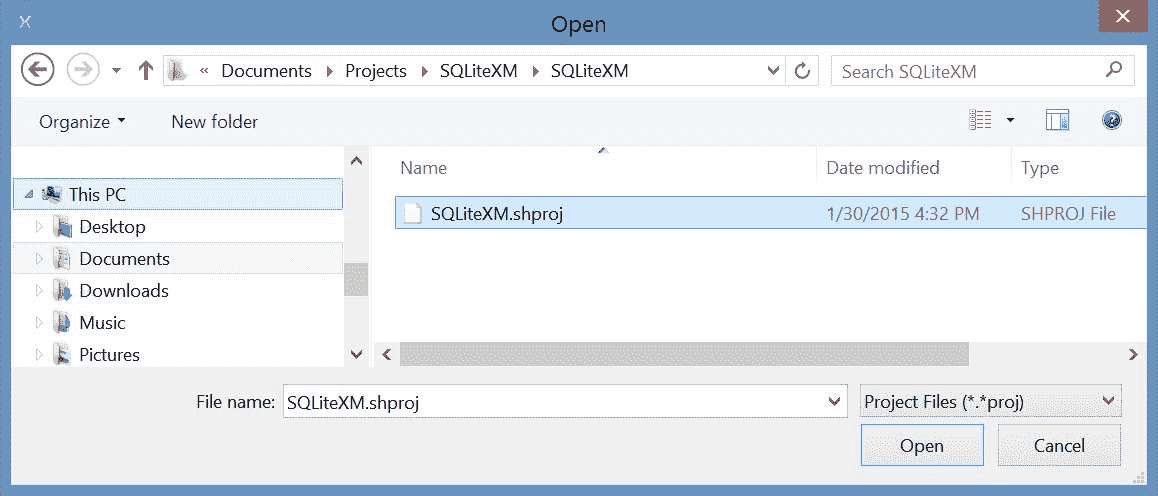 Open
« Documents Projects SQLiteXM SQLiteXM Search SQLiteXM
Organize New folder
Name Date modified Type
SQLiteXM.shproj 1/30/2015 4:32 PM SHPROJ File
This PC
Desktop
Documents
Downloads
Music
Pictures
File name: SQLiteXM.shproj Project Files (*.*proj)
Open Cancel